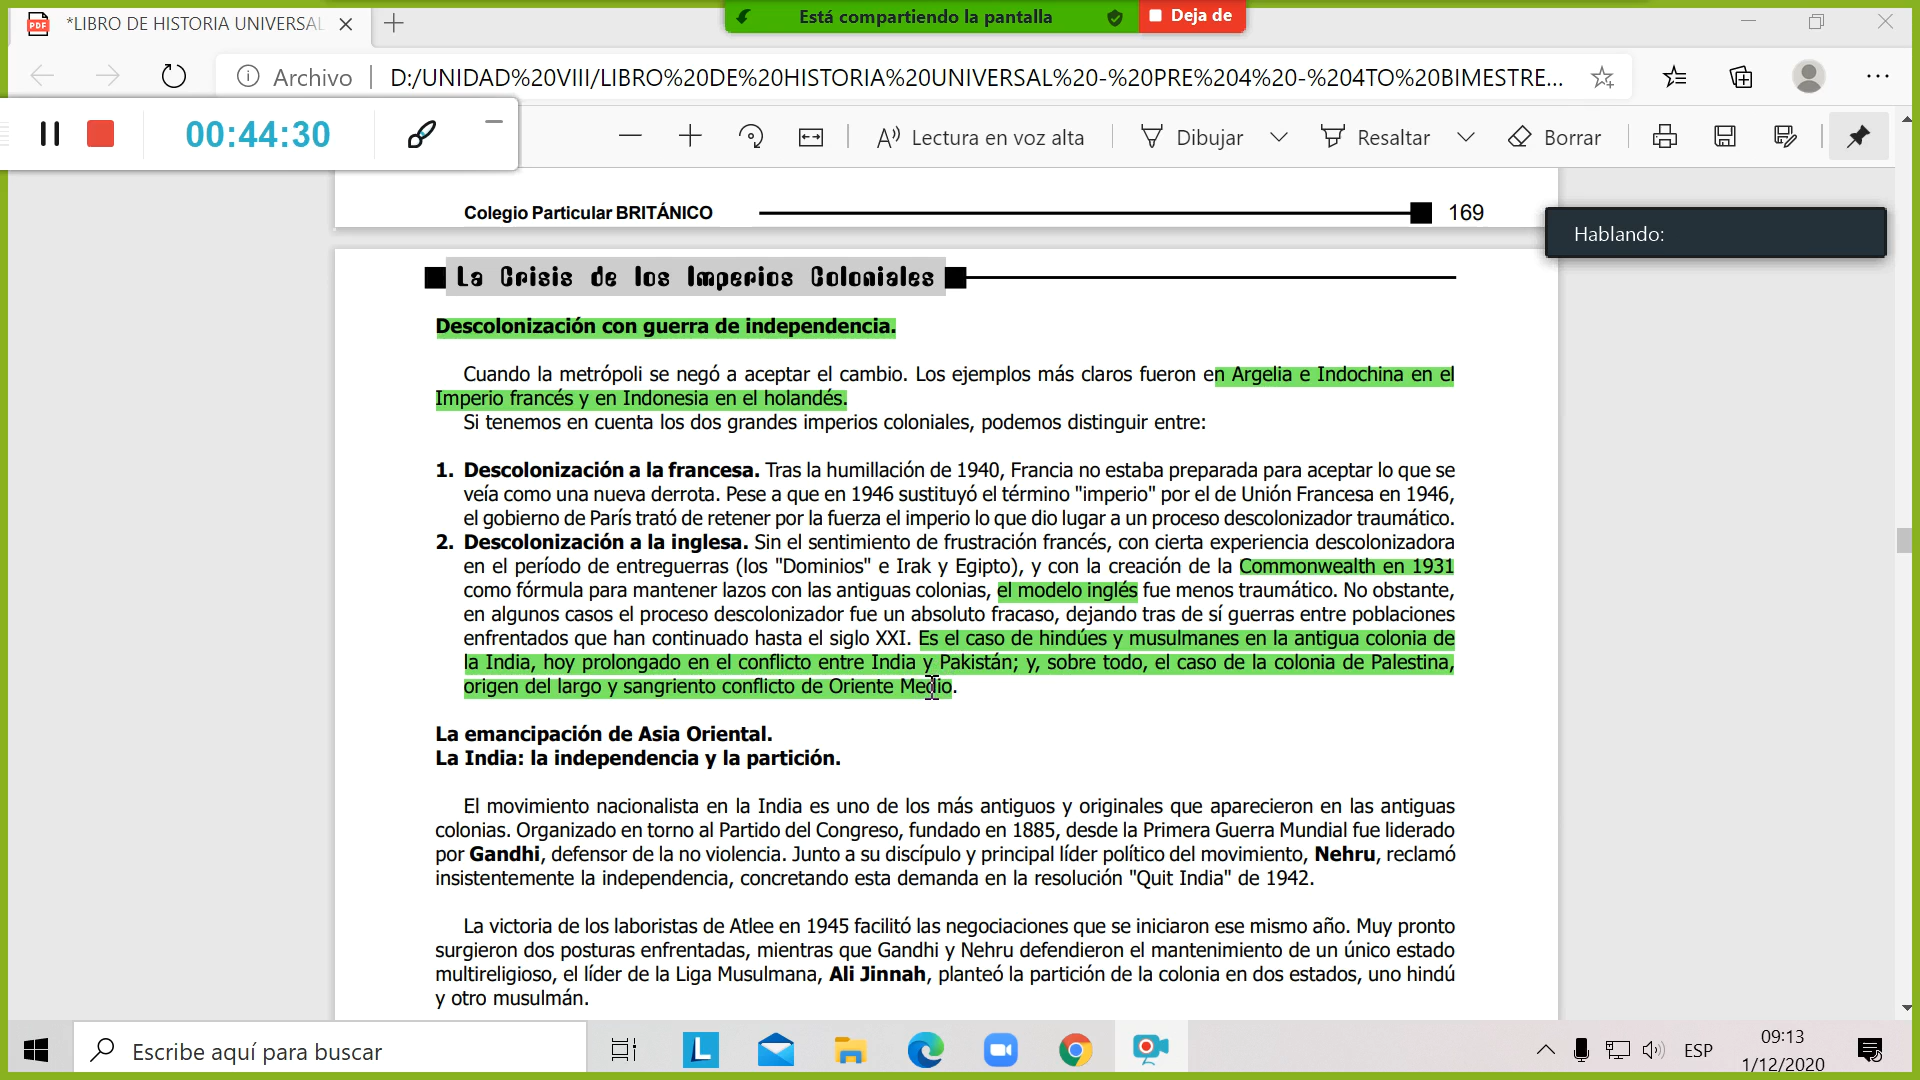 Está compartiendo la pantalla
Deja de
*LIBRO DE HISTORIA UNIVERSAL
Archivo
D:/UNIDAD%20VIII/LIBRO%20DE%20HISTORIA%20UNIVERSAL%20-%20PRE%204%20-%204TO%20BIMESTRE...
00:44:30
Lectura en voz alta
Dibujar
Resaltar
Borrar
Colegio Particular BRITÁNICO
169
Hablando:
La Crisis de los Imperios Coloniales
Descolonización con guerra de independencia.
Cuando la metrópoli se negó a aceptar el cambio. Los ejemplos más claros fueron en Argelia e Indochina en el
Imperio francés y en Indonesia en el holandés.
Si tenemos en cuenta los dos grandes imperios coloniales, podemos distinguir entre:
1. Descolonización a la francesa. Tras la humillación de 1940, Francia no estaba preparada para aceptar lo que se
veía como una nueva derrota. Pese a que en 1946 sustituyó el término "imperio" por el de Unión Francesa en 1946,
el gobierno de París trató de retener por la fuerza el imperio lo que dio lugar a un proceso descolonizador traumático.
2. Descolonización a la inglesa. Sin el sentimiento de frustración francés, con cierta experiencia descolonizadora
en el período de entreguerras (los "Dominios" e Irak y Egipto), y con la creación de la Commonwealth en 1931
como fórmula para mantener lazos con las antiguas colonias, el modelo inglés fue menos traumático. No obstante,
en algunos casos el proceso descolonizador fue un absoluto fracaso, dejando tras de sí guerras entre poblaciones
enfrentados que han continuado hasta el siglo XXI. Es el caso de hindúes y musulmanes en la antigua colonia de
la India, hoy prolongado en el conflicto entre India y Pakistán; y, sobre todo, el caso de la colonia de Palestina,
origen del largo y sangriento conflicto de Oriente Medio.
La emancipación de Asia Oriental.
La India: la independencia y la partición.
El movimiento nacionalista en la India es uno de los más antiguos y originales que aparecieron en las antiguas
colonias. Organizado en torno al Partido del Congreso, fundado en 1885, desde la Primera Guerra Mundial fue liderado
por Gandhi, defensor de la no violencia. Junto a su discípulo y principal líder político del movimiento, Nehru, reclamó
insistentemente la independencia, concretando esta demanda en la resolución "Quit India" de 1942.
La victoria de los laboristas de Atlee en 1945 facilitó las negociaciones que se iniciaron ese mismo año. Muy pronto
surgieron dos posturas enfrentadas, mientras que Gandhi y Nehru defendieron el mantenimiento de un único estado
multireligioso, el líder de la Liga Musulmana, Ali Jinnah, planteó la partición de la colonia en dos estados, uno hindú
y otro musulmán.
Escribe aquí para buscar
ESP
09:13
1/12/2020